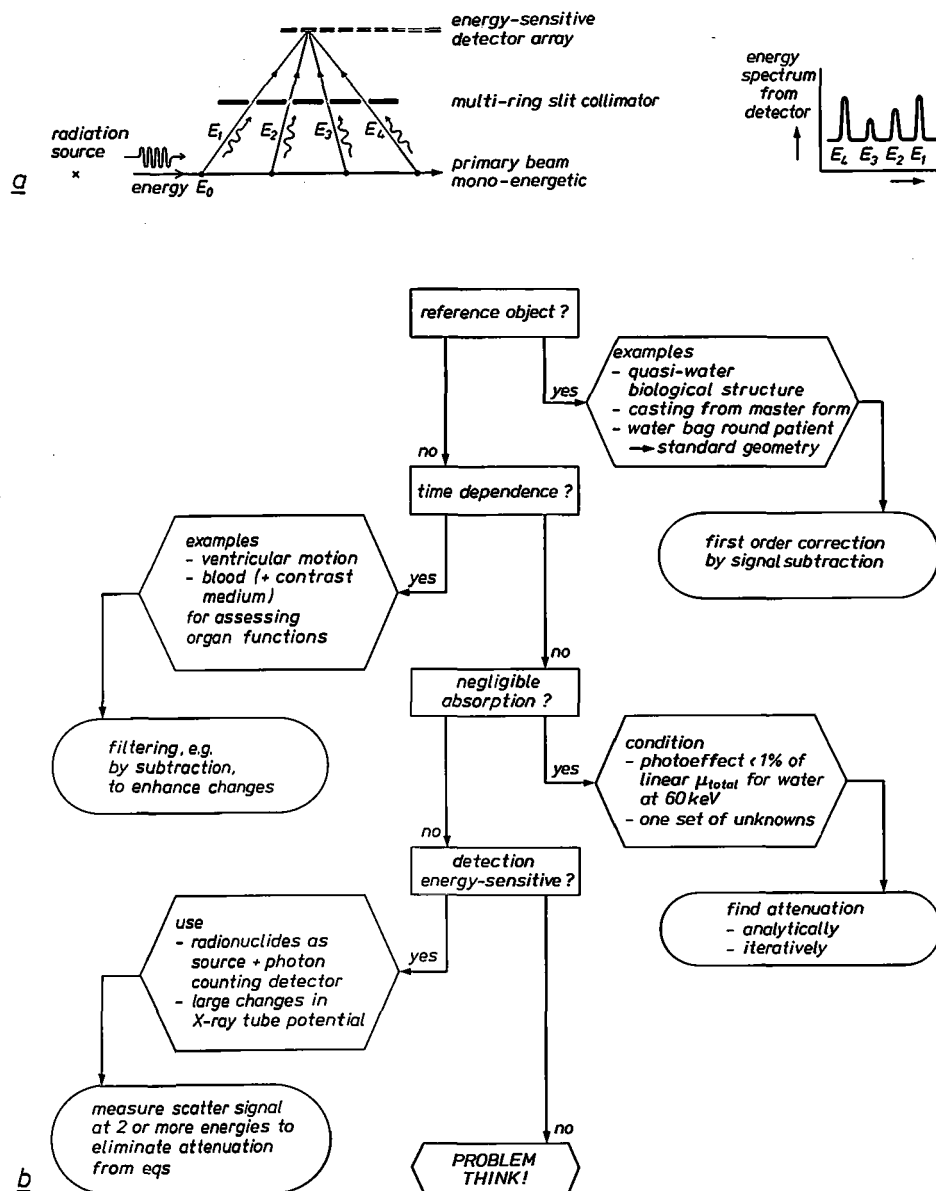 energy-sensitive
detector array
multi-ring slit collimator
radiation
source
×
E1
E2
E3
E4
energy
E0
primary beam
mono-energetic
a
energy
spectrum
from
detector
E4 E3 E2 E1
reference object ?
yes
no
examples
- quasi-water
biological structure
- casting from master form
- water bag round patient
→ standard geometry
first order correction
by signal subtraction
time dependence ?
yes
no
examples
- ventricular motion
- blood (+ contrast
medium)
for assessing
organ functions
filtering, e.g.
by subtraction,
to enhance changes
negligible
absorption ?
yes
no
condition
- photoeffect < 1% of
linear μtotal for water
at 60 keV
- one set of unknowns
find attenuation
- analytically
- iteratively
detection
energy-sensitive ?
yes
no
use
- radionuclides as
source + photon
counting detector
- large changes in
X-ray tube potential
measure scatter signal
at 2 or more energies to
eliminate attenuation
from eqs
PROBLEM
THINK!
b